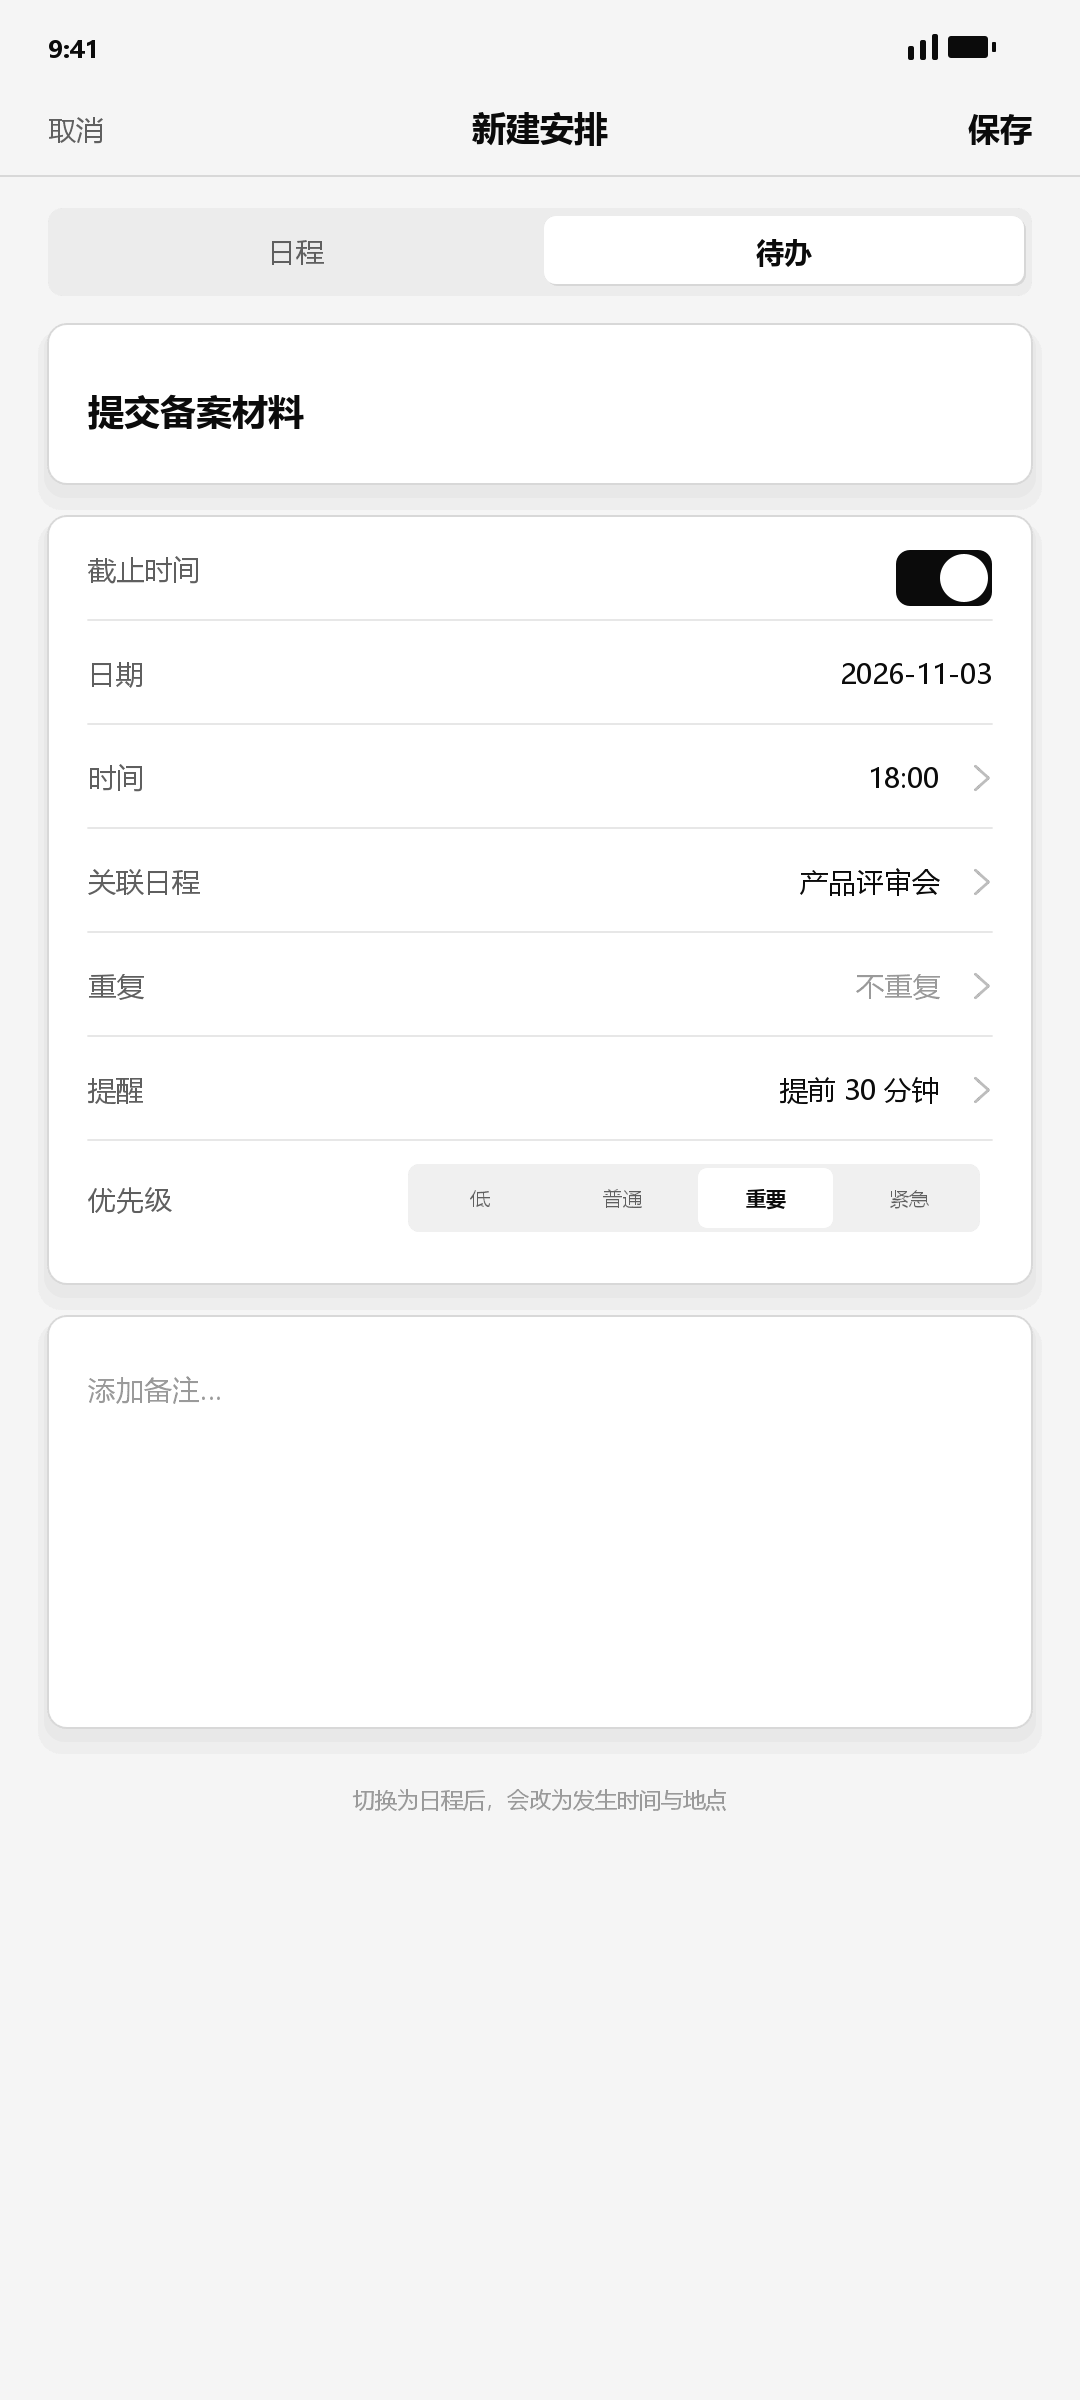 9:41
取消 新建安排 保存
日程 待办
提交备案材料
截止时间
日期 2026-11-03
时间 18:00
关联日程 产品评审会
重复 不重复
提醒 提前 30 分钟
优先级 低 普通 重要 紧急
添加备注...
切换为日程后，会改为发生时间与地点